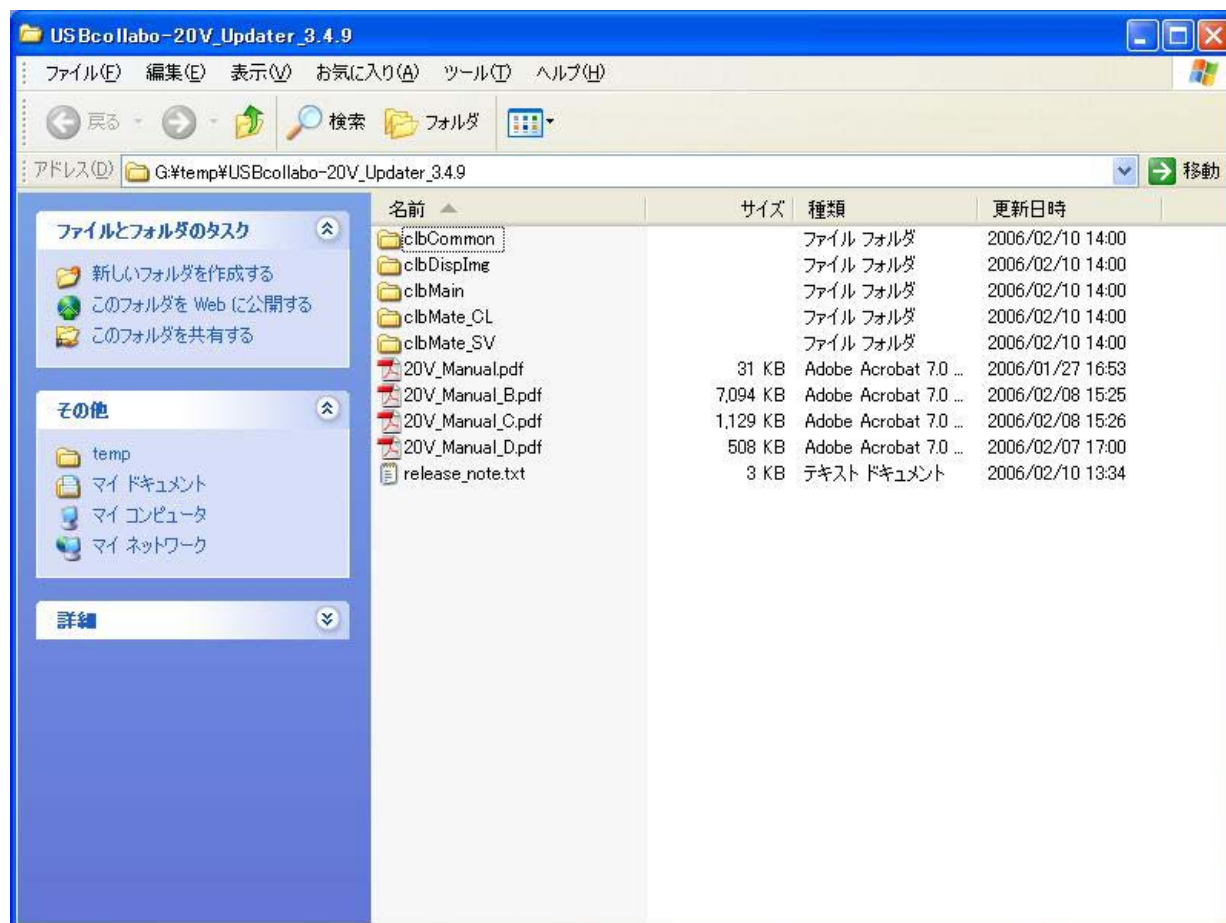 USBcollabo-20V_Updater_3.4.9
ファイル(F) 編集(E) 表示(V) お気に入り(A) ツール(T) ヘルプ(H)
戻る 検索 フォルダ
アドレス(D) G:¥temp¥USBcollabo-20V_Updater_3.4.9 移動
ファイルとフォルダのタスク
新しいフォルダを作成する
このフォルダを Web に公開する
このフォルダを共有する
その他
temp
マイ ドキュメント
マイ コンピュータ
マイ ネットワーク
詳細
名前 サイズ 種類 更新日時
clbCommon ファイル フォルダ 2006/02/10 14:00
clbDispImg ファイル フォルダ 2006/02/10 14:00
clbMain ファイル フォルダ 2006/02/10 14:00
clbMate_CL ファイル フォルダ 2006/02/10 14:00
clbMate_SV ファイル フォルダ 2006/02/10 14:00
20V_Manual.pdf 31 KB Adobe Acrobat 7.0 ... 2006/01/27 16:53
20V_Manual_B.pdf 7,094 KB Adobe Acrobat 7.0 ... 2006/02/08 15:25
20V_Manual_C.pdf 1,129 KB Adobe Acrobat 7.0 ... 2006/02/08 15:26
20V_Manual_D.pdf 508 KB Adobe Acrobat 7.0 ... 2006/02/07 17:00
release_note.txt 3 KB テキスト ドキュメント 2006/02/10 13:34